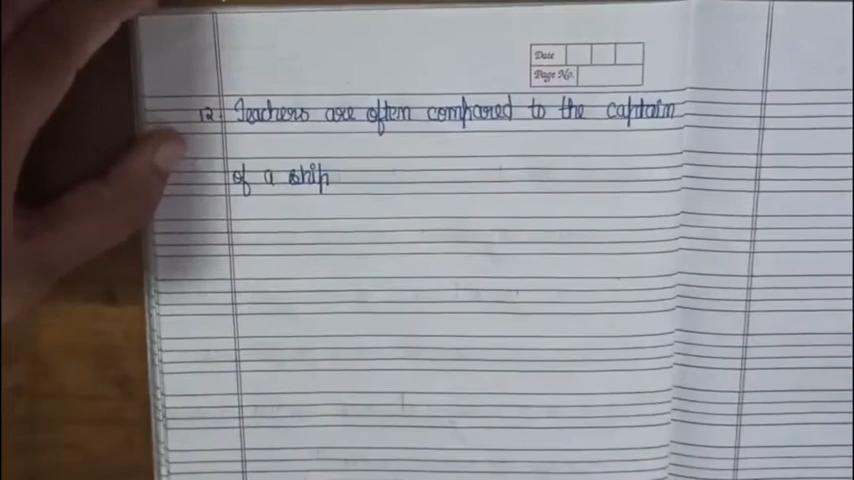 Date
Page No.
12. Teachers are often compared to the captain
of a ship